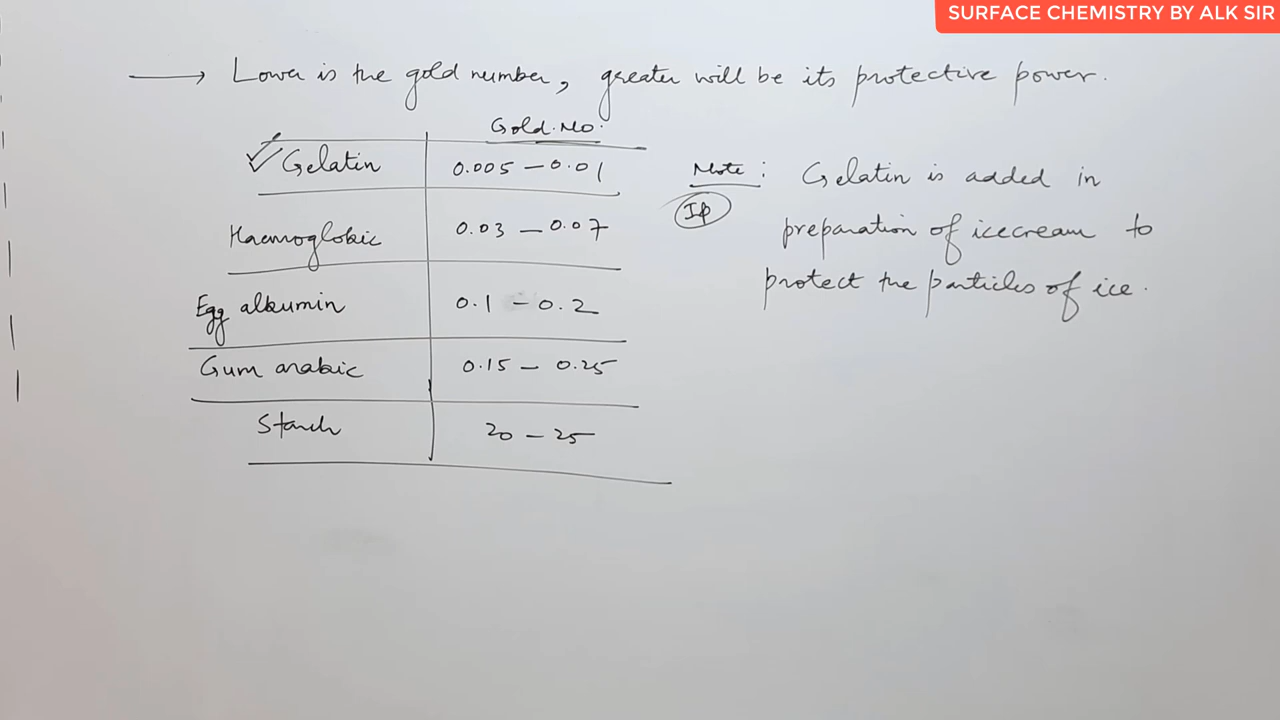 SURFACE CHEMISTRY BY ALK SIR
→ Lower is the gold number, greater will be its protective power.
Gold. No.
✓ Gelatin 0.005 – 0.01
Haemoglobic 0.03 – 0.07
Egg albumin 0.1 – 0.2
Gum arabic 0.15 – 0.25
Starch 20 – 25
Note : Gelatin is added in
preparation of icecream to
protect the particles of ice.